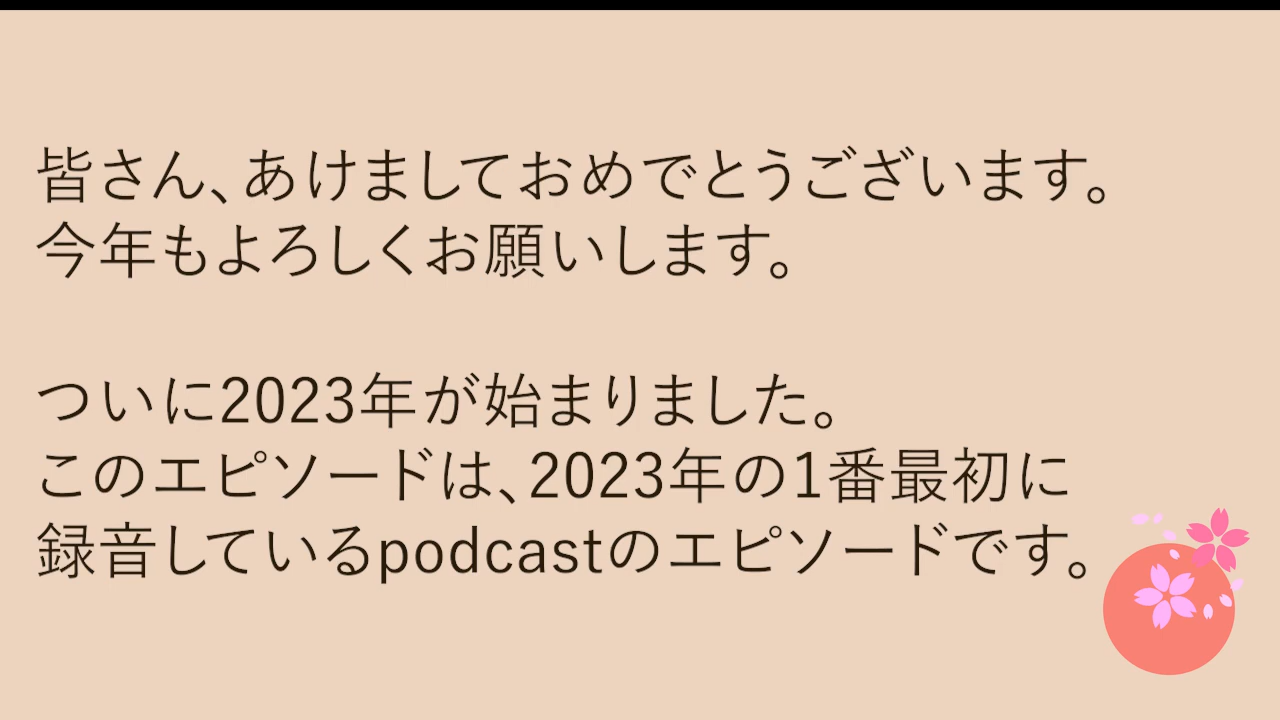 皆さん、あけましておめでとうございます。
今年もよろしくお願いします。
ついに2023年が始まりました。
このエピソードは、2023年の1番最初に
録音しているpodcastのエピソードです。